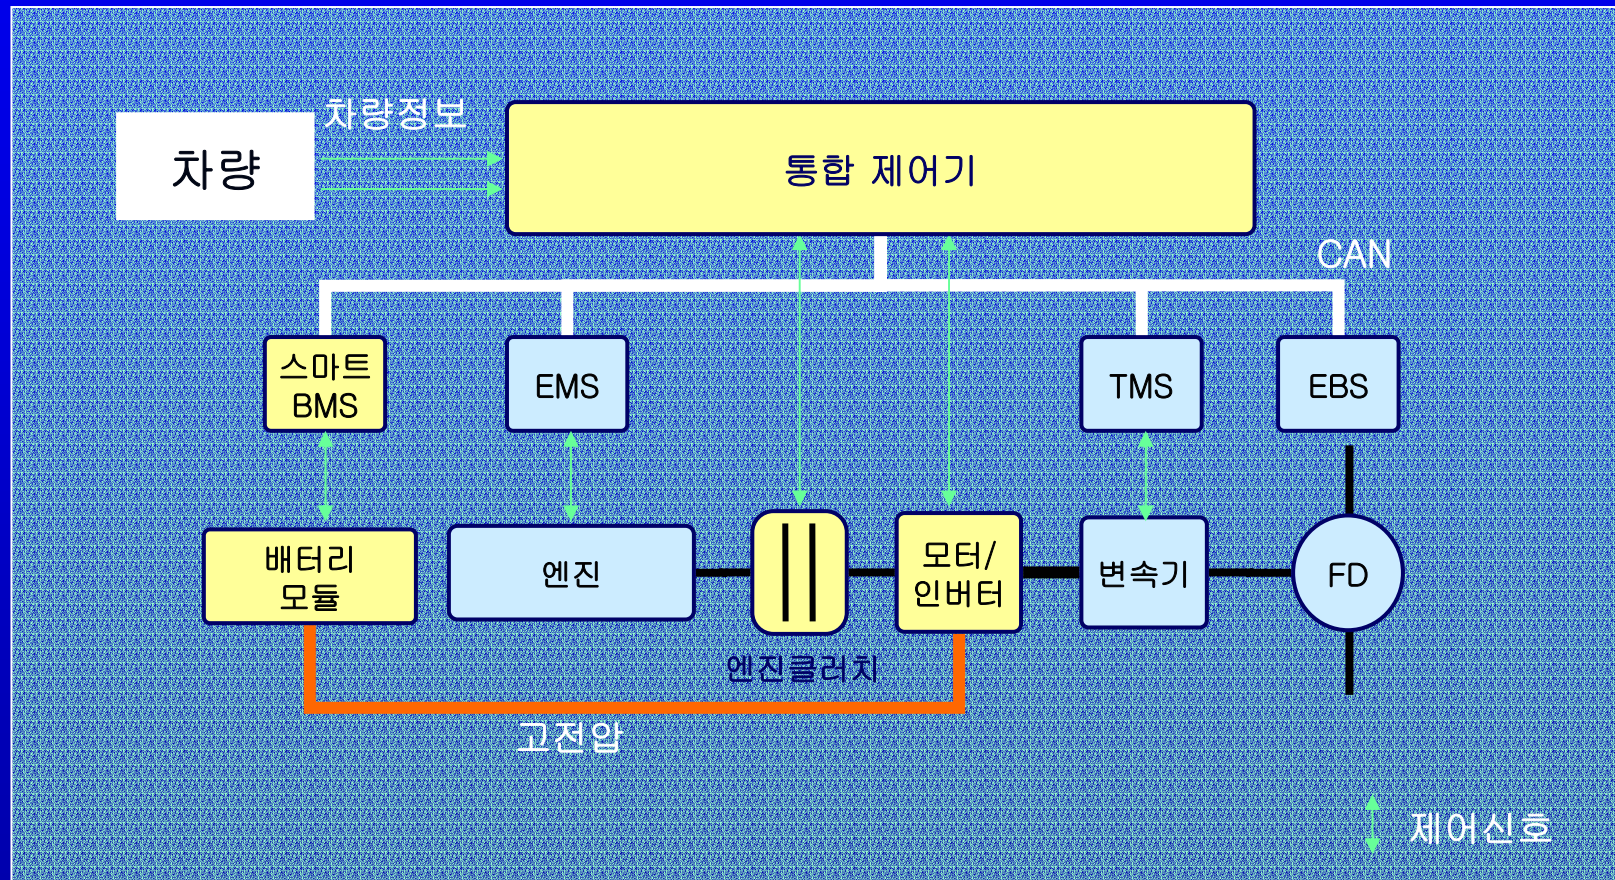 차량정보
차량
통합 제어기
CAN
스마트
BMS
EMS
TMS
EBS
배터리
모듈
엔진
모터/
인버터
변속기
FD
엔진클러치
고전압
제어신호